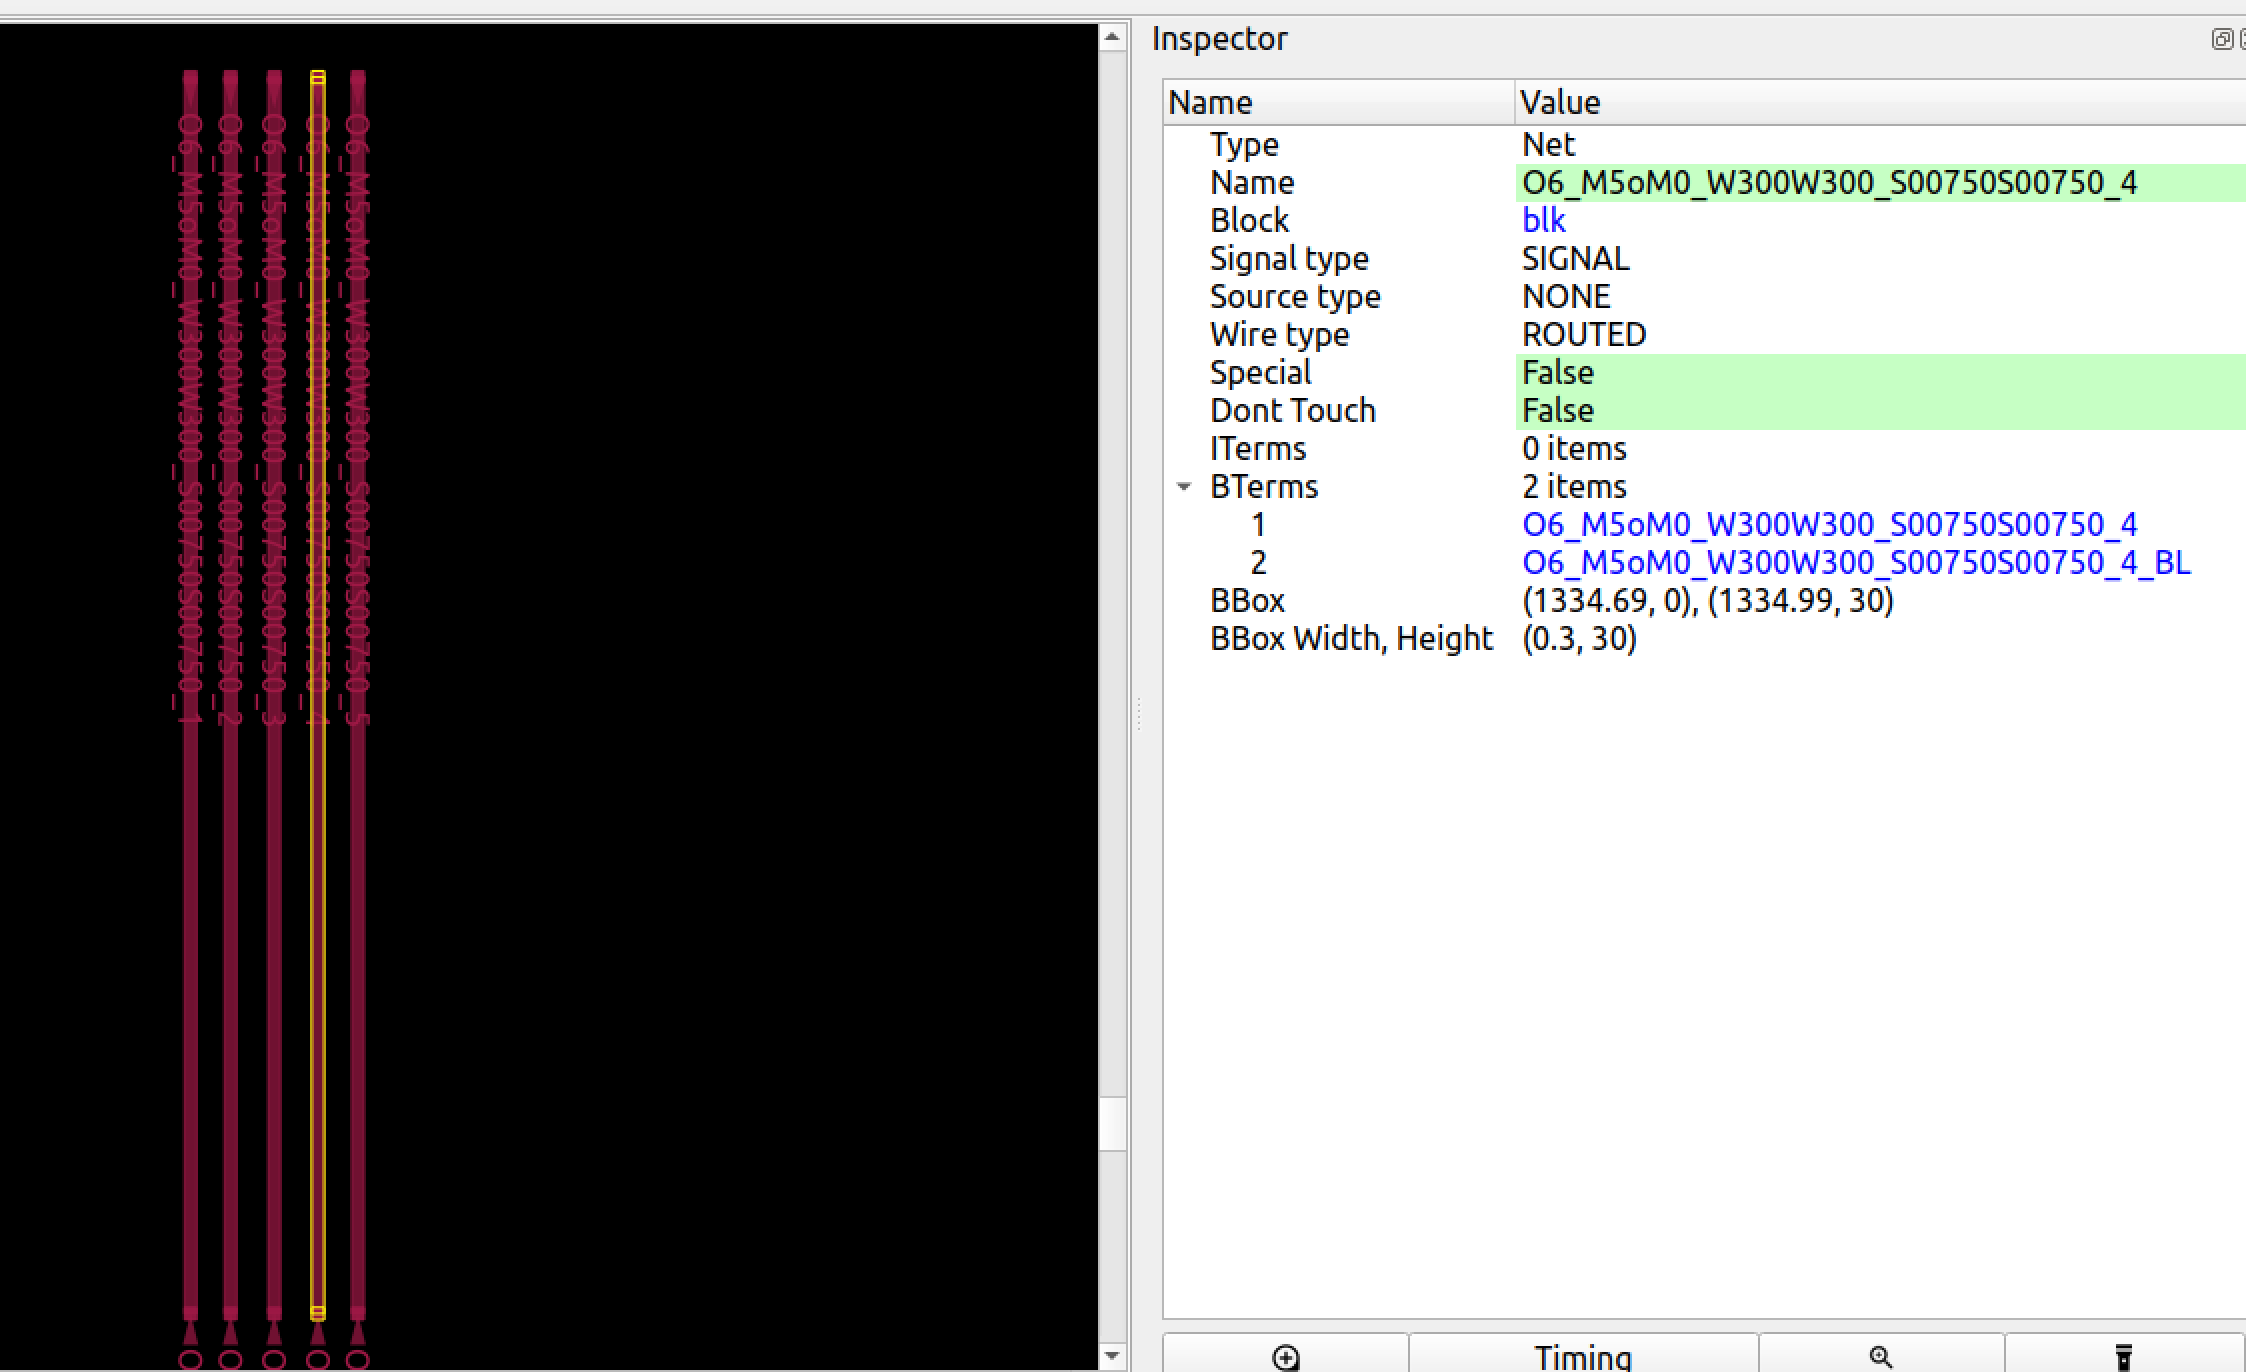 Inspector
Name Value
Type Net
Name O6_M5oM0_W300W300_S00750S00750_4
Block blk
Signal type SIGNAL
Source type NONE
Wire type ROUTED
Special False
Dont Touch False
ITerms 0 items
BTerms 2 items
1 O6_M5oM0_W300W300_S00750S00750_4
2 O6_M5oM0_W300W300_S00750S00750_4_BL
BBox (1334.69, 0), (1334.99, 30)
BBox Width, Height (0.3, 30)
Timing
O6_M5oM0_W300W300_S00750S00750_1
O6_M5oM0_W300W300_S00750S00750_2
O6_M5oM0_W300W300_S00750S00750_3
O6_M5oM0_W300W300_S00750S00750_4
O6_M5oM0_W300W300_S00750S00750_5
O
O
O
O
O